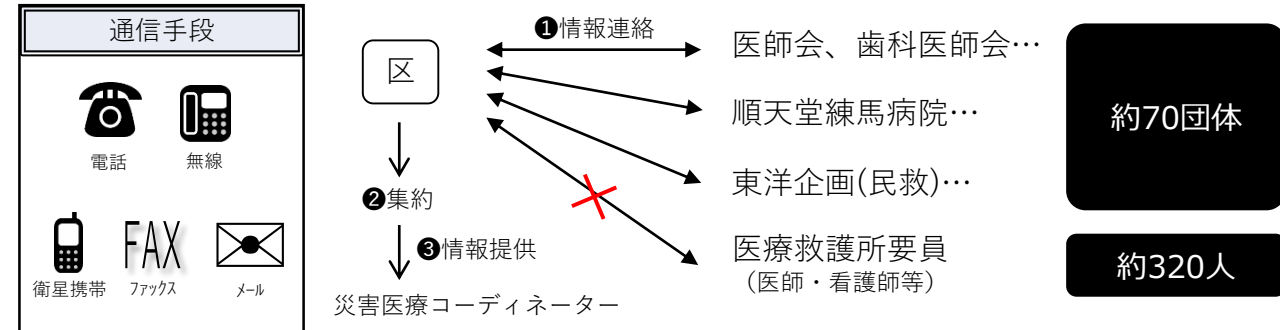 通信手段
電話
無線
衛星携帯
FAX
ファックス
メール
区
❶情報連絡
❷集約
❸情報提供
災害医療コーディネーター
医師会、歯科医師会…
順天堂練馬病院…
東洋企画(民救)…
医療救護所要員
（医師・看護師等）
約70団体
約320人